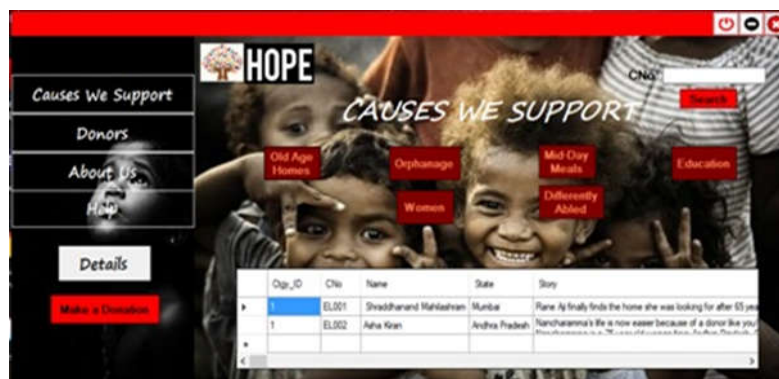 HOPE
CNo
Search
CAUSES WE SUPPORT
Causes We Support
Donors
About Us
Help
Details
Make a Donation
Old Age
Homes
Orphanage
Mid-Day
Meals
Education
Women
Differently
Abled
Ctgy_ID CNo Name State Story
1 EL001 Shraddhanand Mahilashram Mumbai Rane Aji finally finds the home she was looking for after 65 yea
1 EL002 Asha Kiran Andhra Pradesh Nancharamma's life is now easier because of a donor like you!